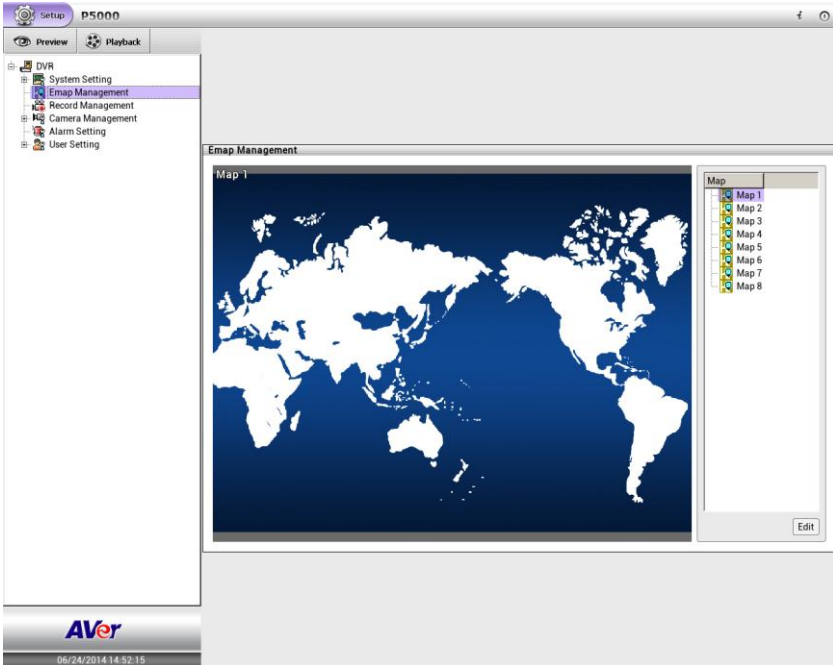 Setup P5000
Preview Playback
DVR
System Setting
Emap Management
Record Management
Camera Management
Alarm Setting
User Setting
Emap Management
Map 1
Map
Map 1
Map 2
Map 3
Map 4
Map 5
Map 6
Map 7
Map 8
Edit
AVer
06/24/2014 14:52:15